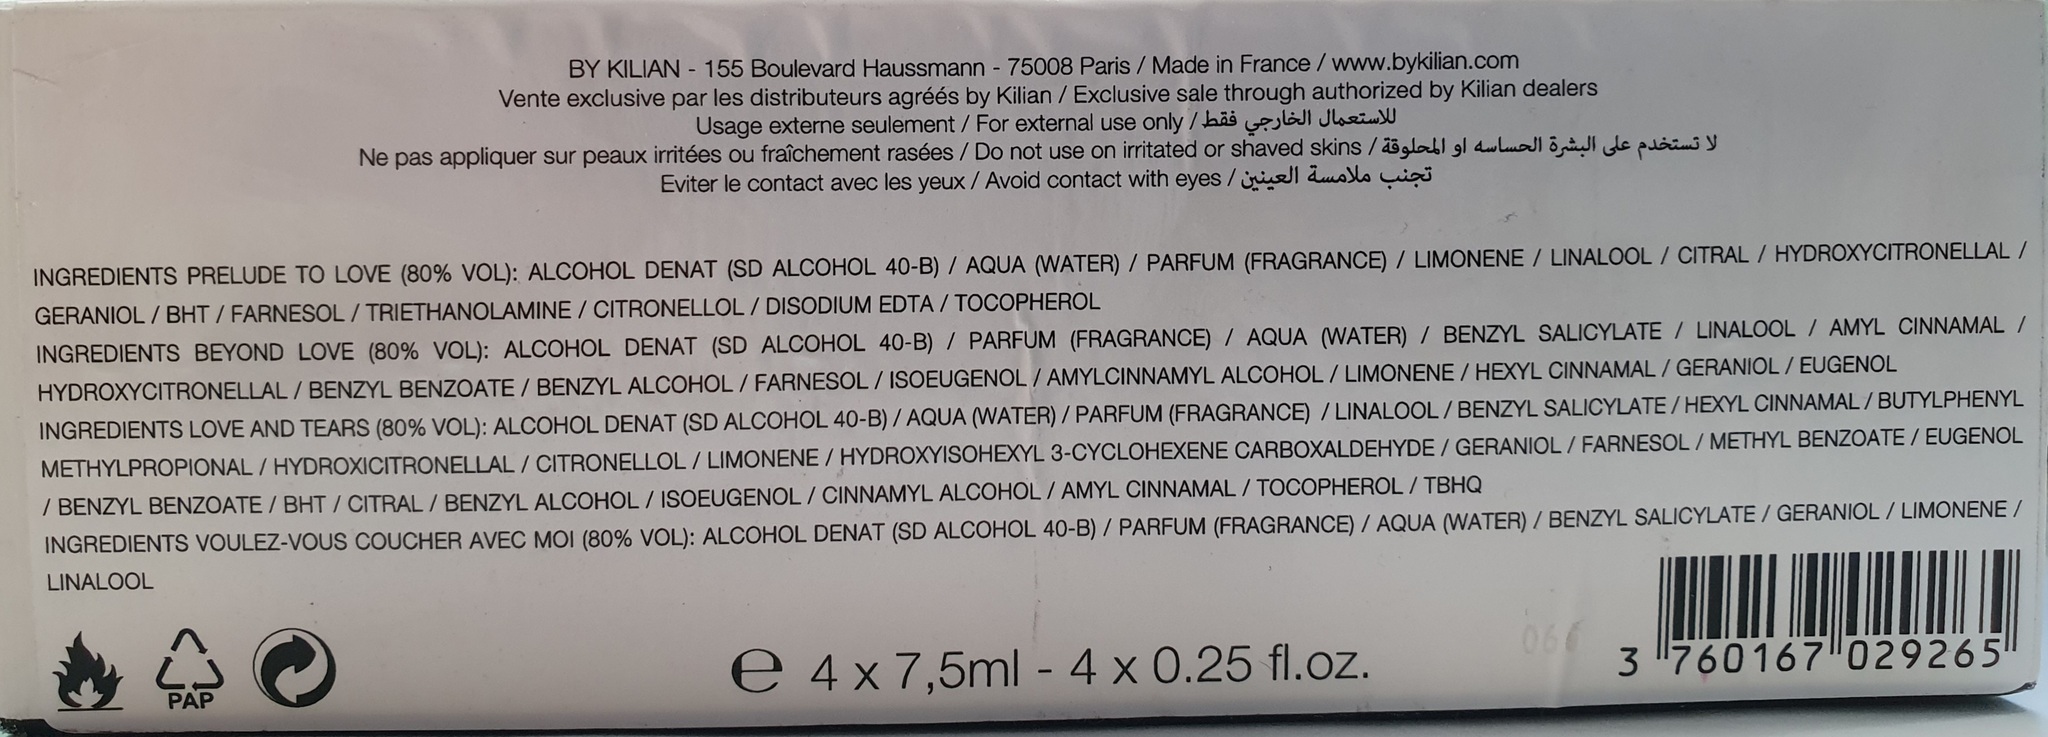 BY KILIAN - 155 Boulevard Haussmann - 75008 Paris / Made in France / www.bykilian.com
Vente exclusive par les distributeurs agréés by Kilian / Exclusive sale through authorized by Kilian dealers
Usage externe seulement / For external use only / للاستعمال الخارجي فقط
Ne pas appliquer sur peaux irritées ou fraîchement rasées / Do not use on irritated or shaved skins / لا تستخدم على البشرة الحساسه او المحلوقة
Eviter le contact avec les yeux / Avoid contact with eyes / تجنب ملامسة العينين
INGREDIENTS PRELUDE TO LOVE (80% VOL): ALCOHOL DENAT (SD ALCOHOL 40-B) / AQUA (WATER) / PARFUM (FRAGRANCE) / LIMONENE / LINALOOL / CITRAL / HYDROXYCITRONELLAL /
GERANIOL / BHT / FARNESOL / TRIETHANOLAMINE / CITRONELLOL / DISODIUM EDTA / TOCOPHEROL
INGREDIENTS BEYOND LOVE (80% VOL): ALCOHOL DENAT (SD ALCOHOL 40-B) / PARFUM (FRAGRANCE) / AQUA (WATER) / BENZYL SALICYLATE / LINALOOL / AMYL CINNAMAL /
HYDROXYCITRONELLAL / BENZYL BENZOATE / BENZYL ALCOHOL / FARNESOL / ISOEUGENOL / AMYLCINNAMYL ALCOHOL / LIMONENE / HEXYL CINNAMAL / GERANIOL / EUGENOL
INGREDIENTS LOVE AND TEARS (80% VOL): ALCOHOL DENAT (SD ALCOHOL 40-B) / AQUA (WATER) / PARFUM (FRAGRANCE) / LINALOOL / BENZYL SALICYLATE / HEXYL CINNAMAL / BUTYLPHENYL
METHYLPROPIONAL / HYDROXICITRONELLAL / CITRONELLOL / LIMONENE / HYDROXYISOHEXYL 3-CYCLOHEXENE CARBOXALDEHYDE / GERANIOL / FARNESOL / METHYL BENZOATE / EUGENOL
/ BENZYL BENZOATE / BHT / CITRAL / BENZYL ALCOHOL / ISOEUGENOL / CINNAMYL ALCOHOL / AMYL CINNAMAL / TOCOPHEROL / TBHQ
INGREDIENTS VOULEZ-VOUS COUCHER AVEC MOI (80% VOL): ALCOHOL DENAT (SD ALCOHOL 40-B) / PARFUM (FRAGRANCE) / AQUA (WATER) / BENZYL SALICYLATE / GERANIOL / LIMONENE /
LINALOOL
PAP
e 4 x 7,5ml - 4 x 0.25 fl.oz.
3 760167 029265